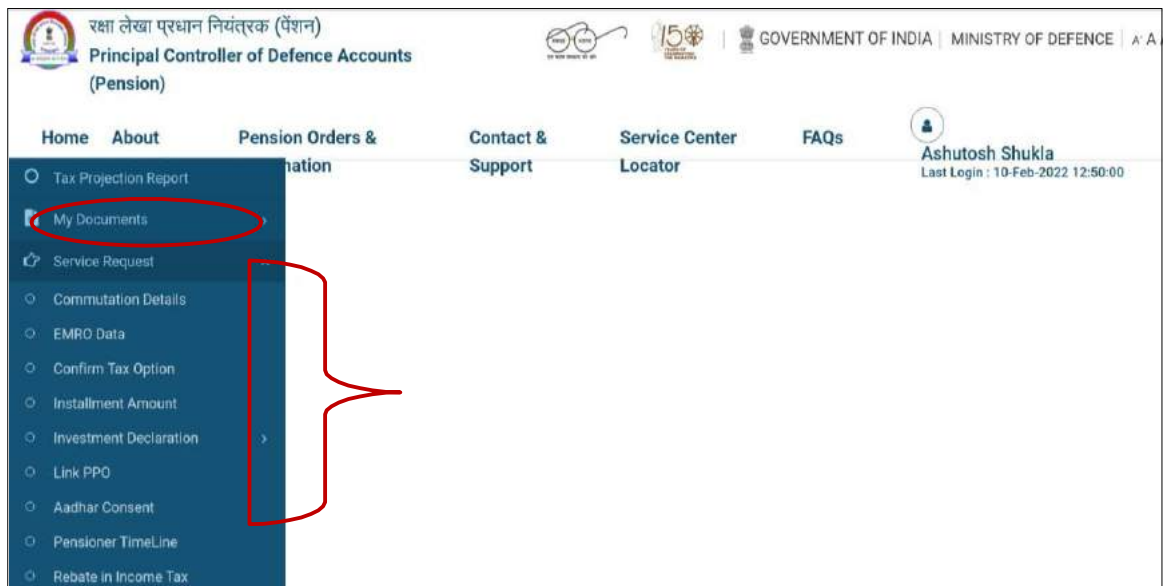 रक्षा लेखा प्रधान नियंत्रक (पेंशन)
Principal Controller of Defence Accounts
(Pension)
GOVERNMENT OF INDIA | MINISTRY OF DEFENCE | A- A A
Home About Pension Orders & Contact & Service Center FAQs
nation Support Locator
Ashutosh Shukla
Last Login : 10-Feb-2022 12:50:00
Tax Projection Report
My Documents
Service Request
Commutation Details
EMRO Data
Confirm Tax Option
Installment Amount
Investment Declaration
Link PPO
Aadhar Consent
Pensioner TimeLine
Rebate in Income Tax